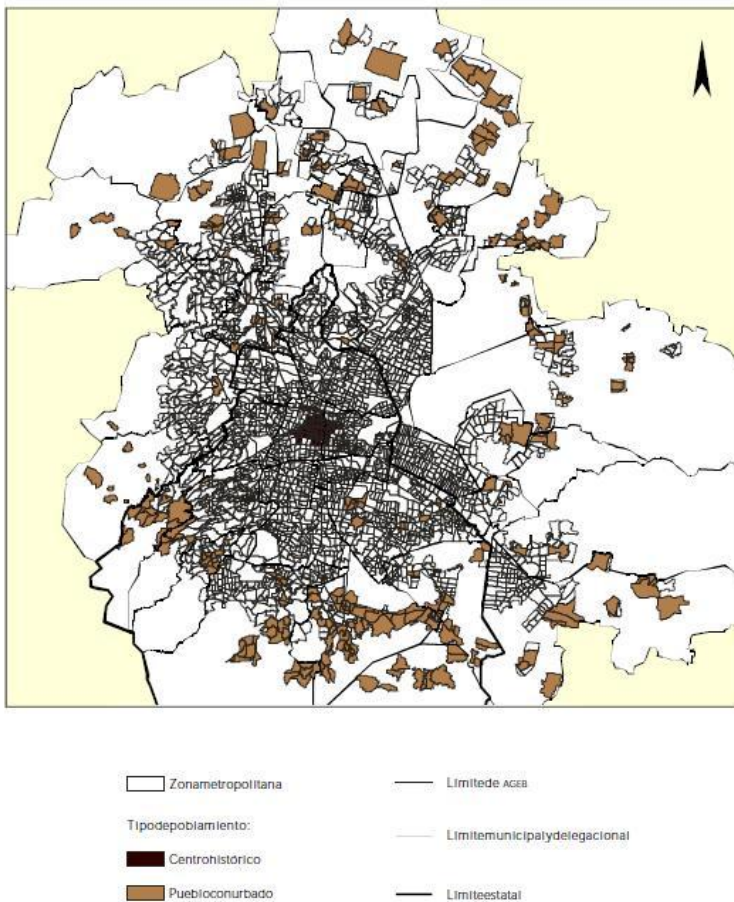 Zonametropolitana
Tipodepoblamiento:
Centrohistórico
Puebloconurbado
Limitede AGEB
Limitemunicipalydelegacional
Limiteestatal